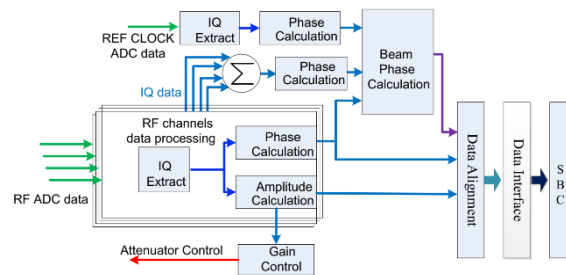 REF CLOCK
ADC data
IQ
Extract
Phase
Calculation
Beam
Phase
Calculation
∑
Phase
Calculation
IQ data
RF channels
data processing
IQ
Extract
Phase
Calculation
Amplitude
Calculation
RF ADC data
Gain
Control
Attenuator Control
Data Alignment
Data Interface
S
B
C